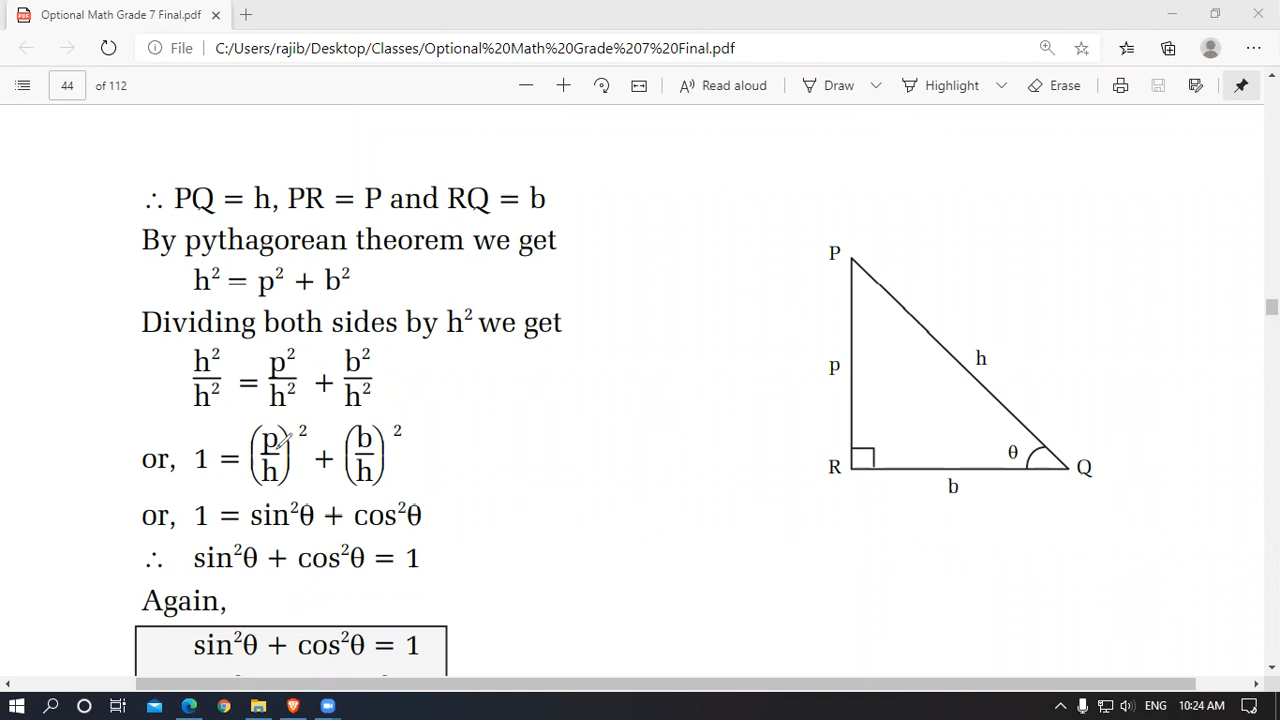 Optional Math Grade 7 Final.pdf
File C:/Users/rajib/Desktop/Classes/Optional%20Math%20Grade%207%20Final.pdf
44 of 112 Read aloud Draw Highlight Erase
∴ PQ = h, PR = P and RQ = b
By pythagorean theorem we get
h² = p² + b²
Dividing both sides by h² we get
h²/h² = p²/h² + b²/h²
or, 1 = (p/h)² + (b/h)²
or, 1 = sin²θ + cos²θ
∴ sin²θ + cos²θ = 1
Again,
sin²θ + cos²θ = 1
P
p
h
R
θ
Q
b
ENG 10:24 AM